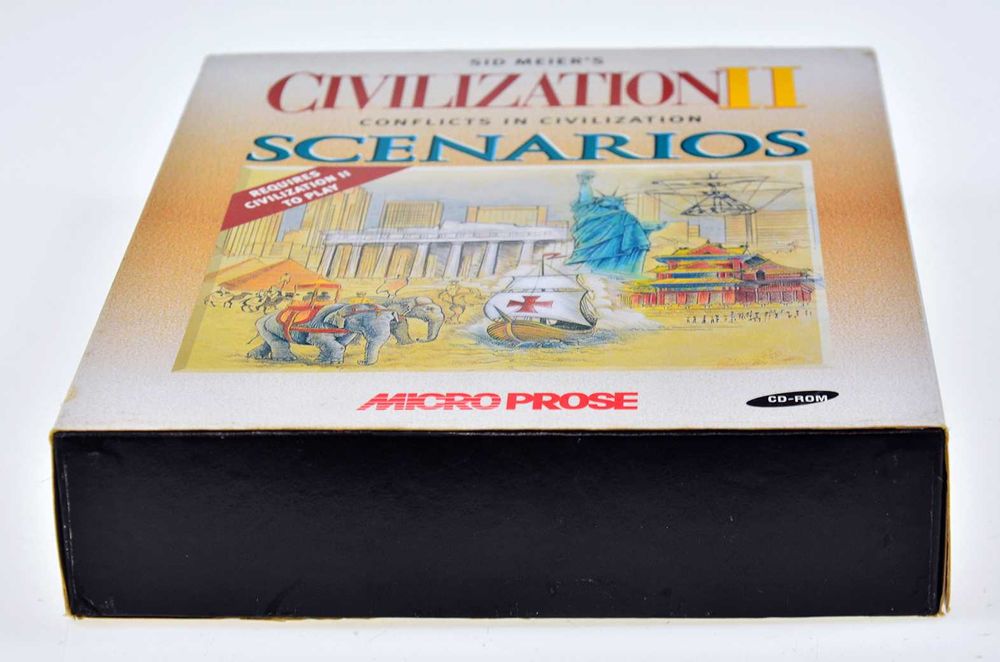 SID MEIER'S
CIVILIZATION II
CONFLICTS IN CIVILIZATION
SCENARIOS
REQUIRES
CIVILIZATION II
TO PLAY
MICRO PROSE
CD-ROM